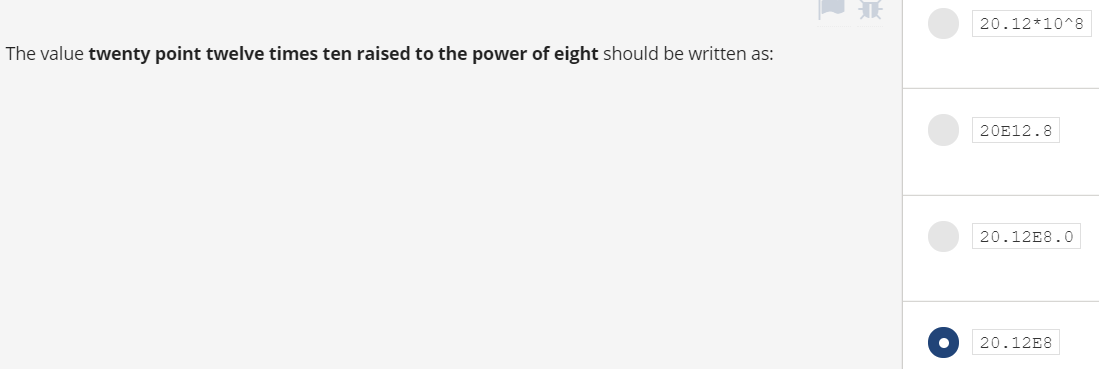 The value twenty point twelve times ten raised to the power of eight should be written as:
20.12*10^8
20E12.8
20.12E8.0
20.12E8